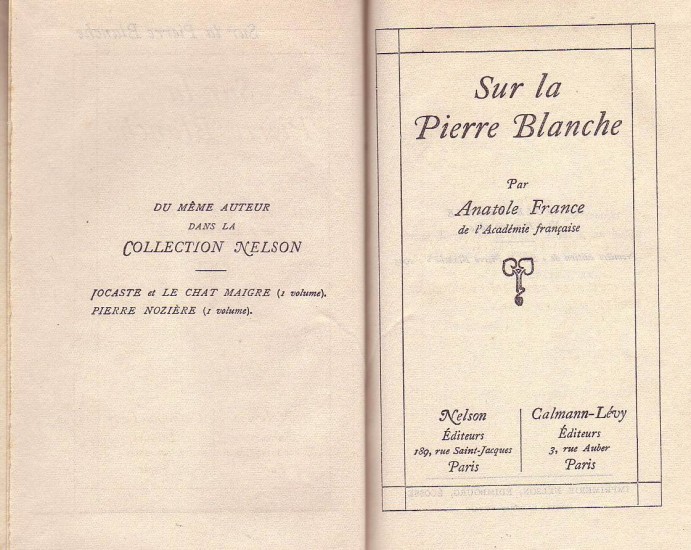 DU MÊME AUTEUR
DANS LA
COLLECTION NELSON
JOCASTE et LE CHAT MAIGRE (1 volume).
PIERRE NOZIÈRE (1 volume).
Sur la
Pierre Blanche
Par
Anatole France
de l'Académie française
Nelson
Éditeurs
189, rue Saint-Jacques
Paris
Calmann-Lévy
Éditeurs
3, rue Auber
Paris